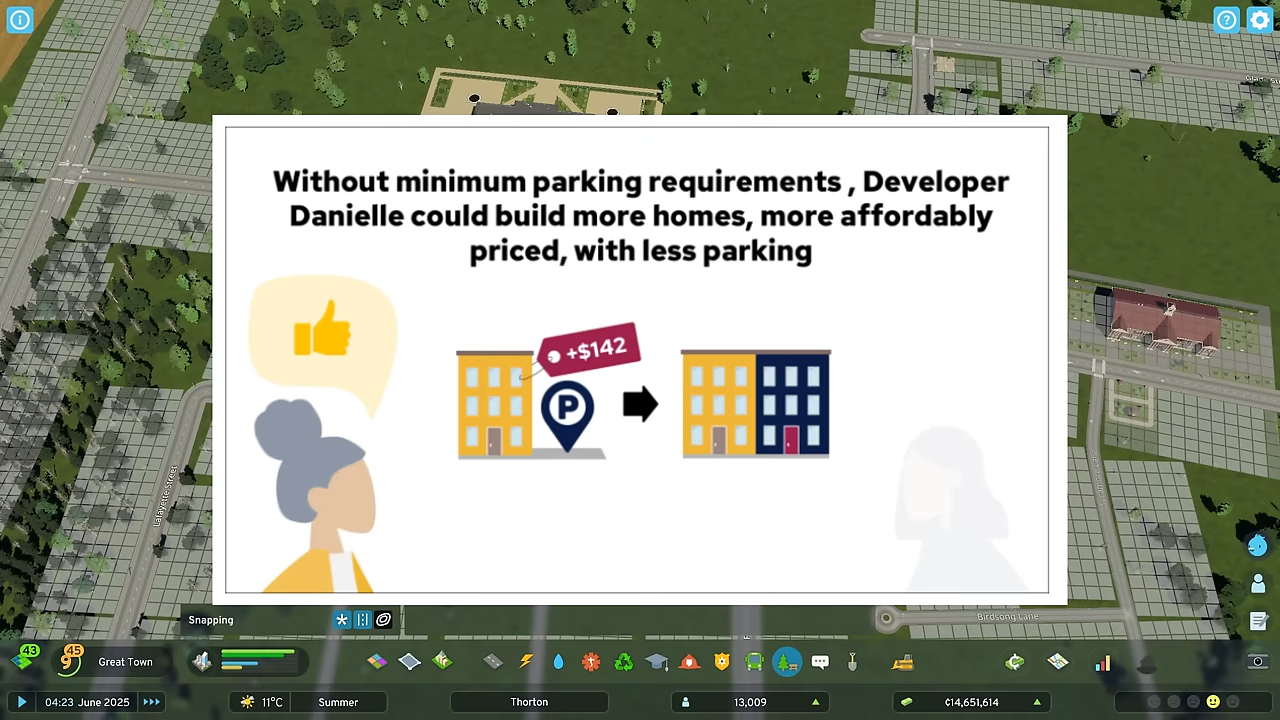 Without minimum parking requirements , Developer
Danielle could build more homes, more affordably
priced, with less parking
+$142
P
Lafayette Street
Birdsong Lane
Snapping
43
45
Great Town
04:23 June 2025
11°C
Summer
Thorton
13,009
¢14,651,614